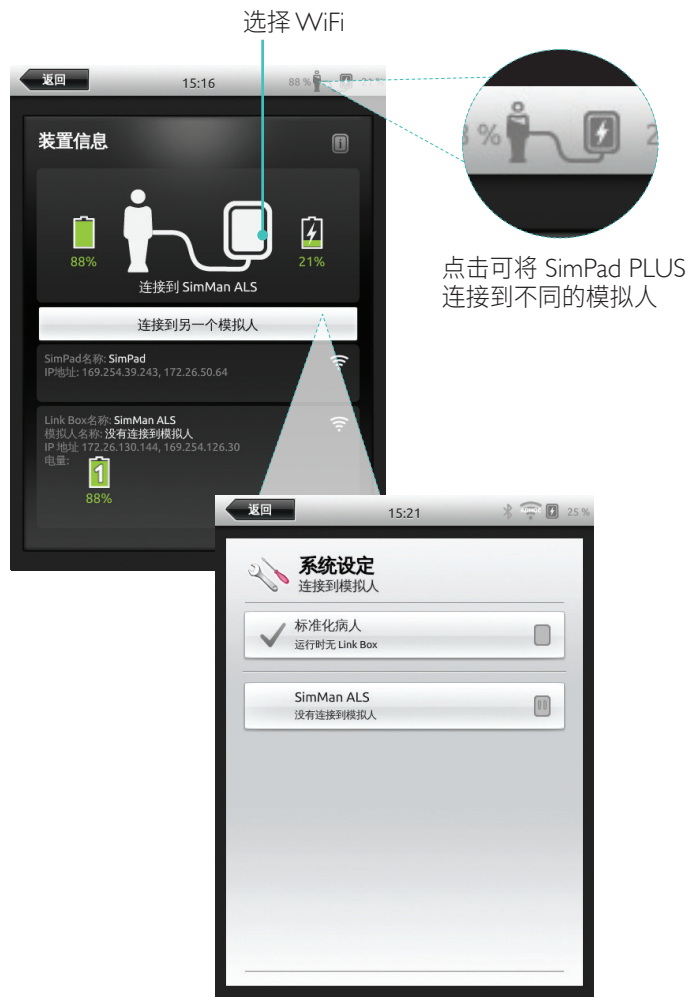 选择 WiFi
返回
15:16
88 %
装置信息
88%
21%
连接到 SimMan ALS
连接到另一个模拟人
SimPad名称: SimPad
IP地址: 169.254.39.243, 172.26.50.64
Link Box名称: SimMan ALS
模拟人名称: 没有连接到模拟人
IP 地址 172.26.130.144, 169.254.126.30
电量:
1
88%
%
2
点击可将 SimPad PLUS
连接到不同的模拟人
返回
15:21
25 %
系统设定
连接到模拟人
标准化病人
运行时无 Link Box
SimMan ALS
没有连接到模拟人